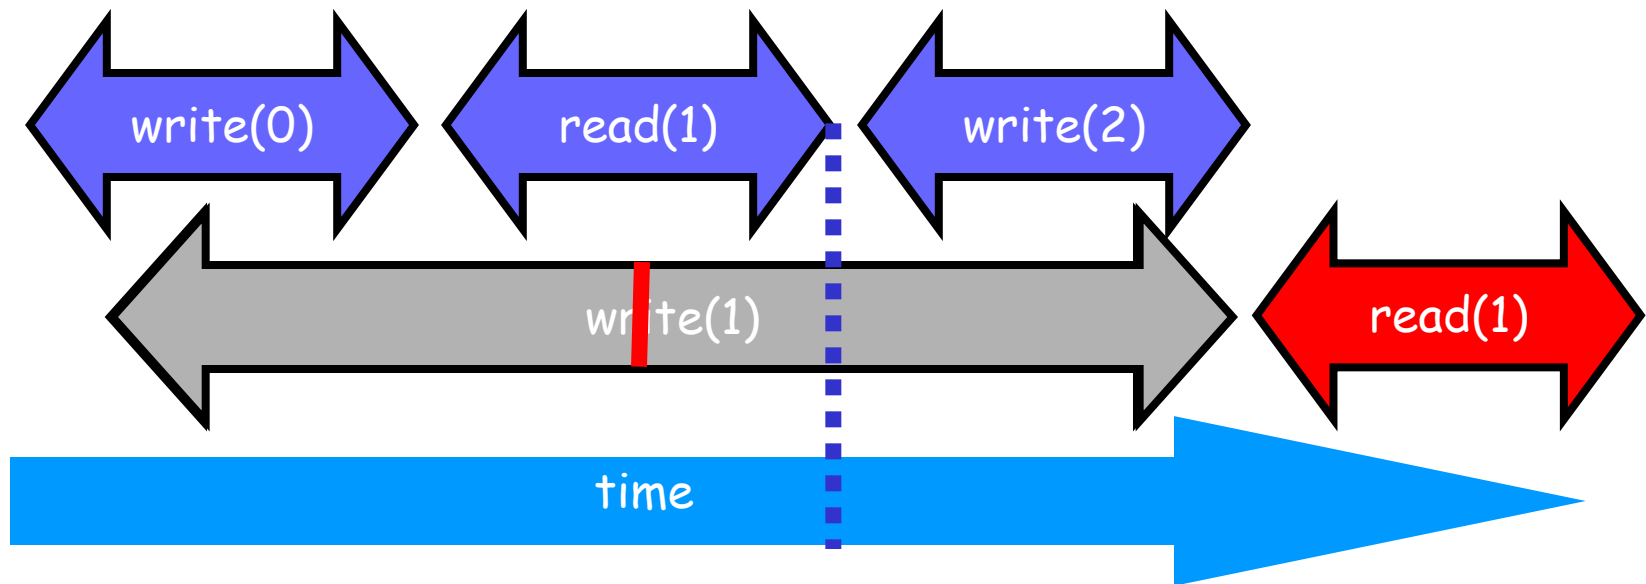 write(0) read(1) write(2)
write(1) read(1)
time